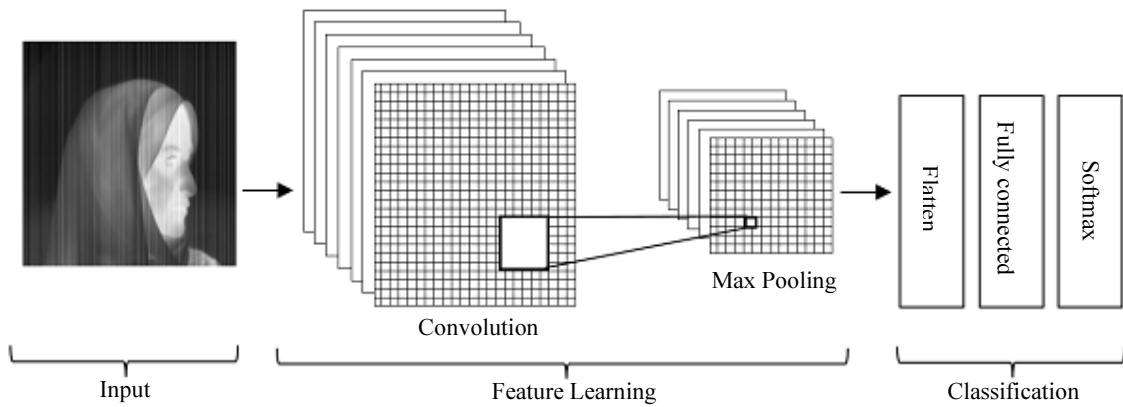 Flatten
Fully connected
Softmax
Max Pooling
Convolution
Input
Feature Learning
Classification